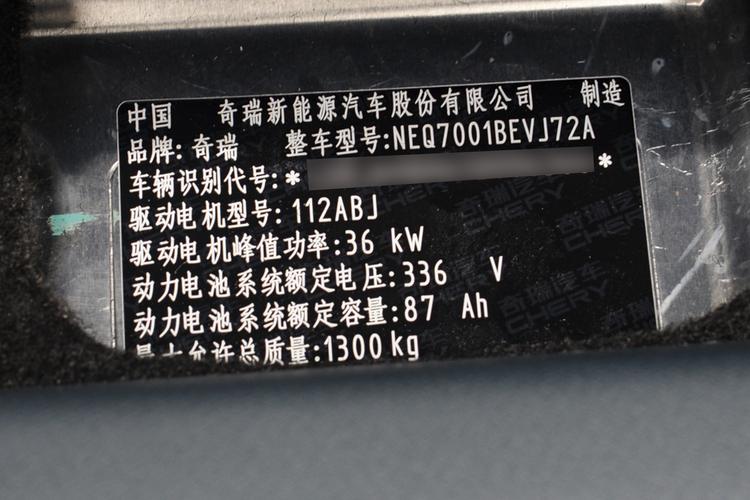 中国 奇瑞新能源汽车股份有限公司 制造
品牌: 奇瑞 整车型号:NEQ7001BEVJ72A
车辆识别代号:* *
驱动电机型号: 112ABJ
驱动电机峰值功率:36 kW
动力电池系统额定电压:336 V
动力电池系统额定容量:87 Ah
最大允许总质量:1300kg